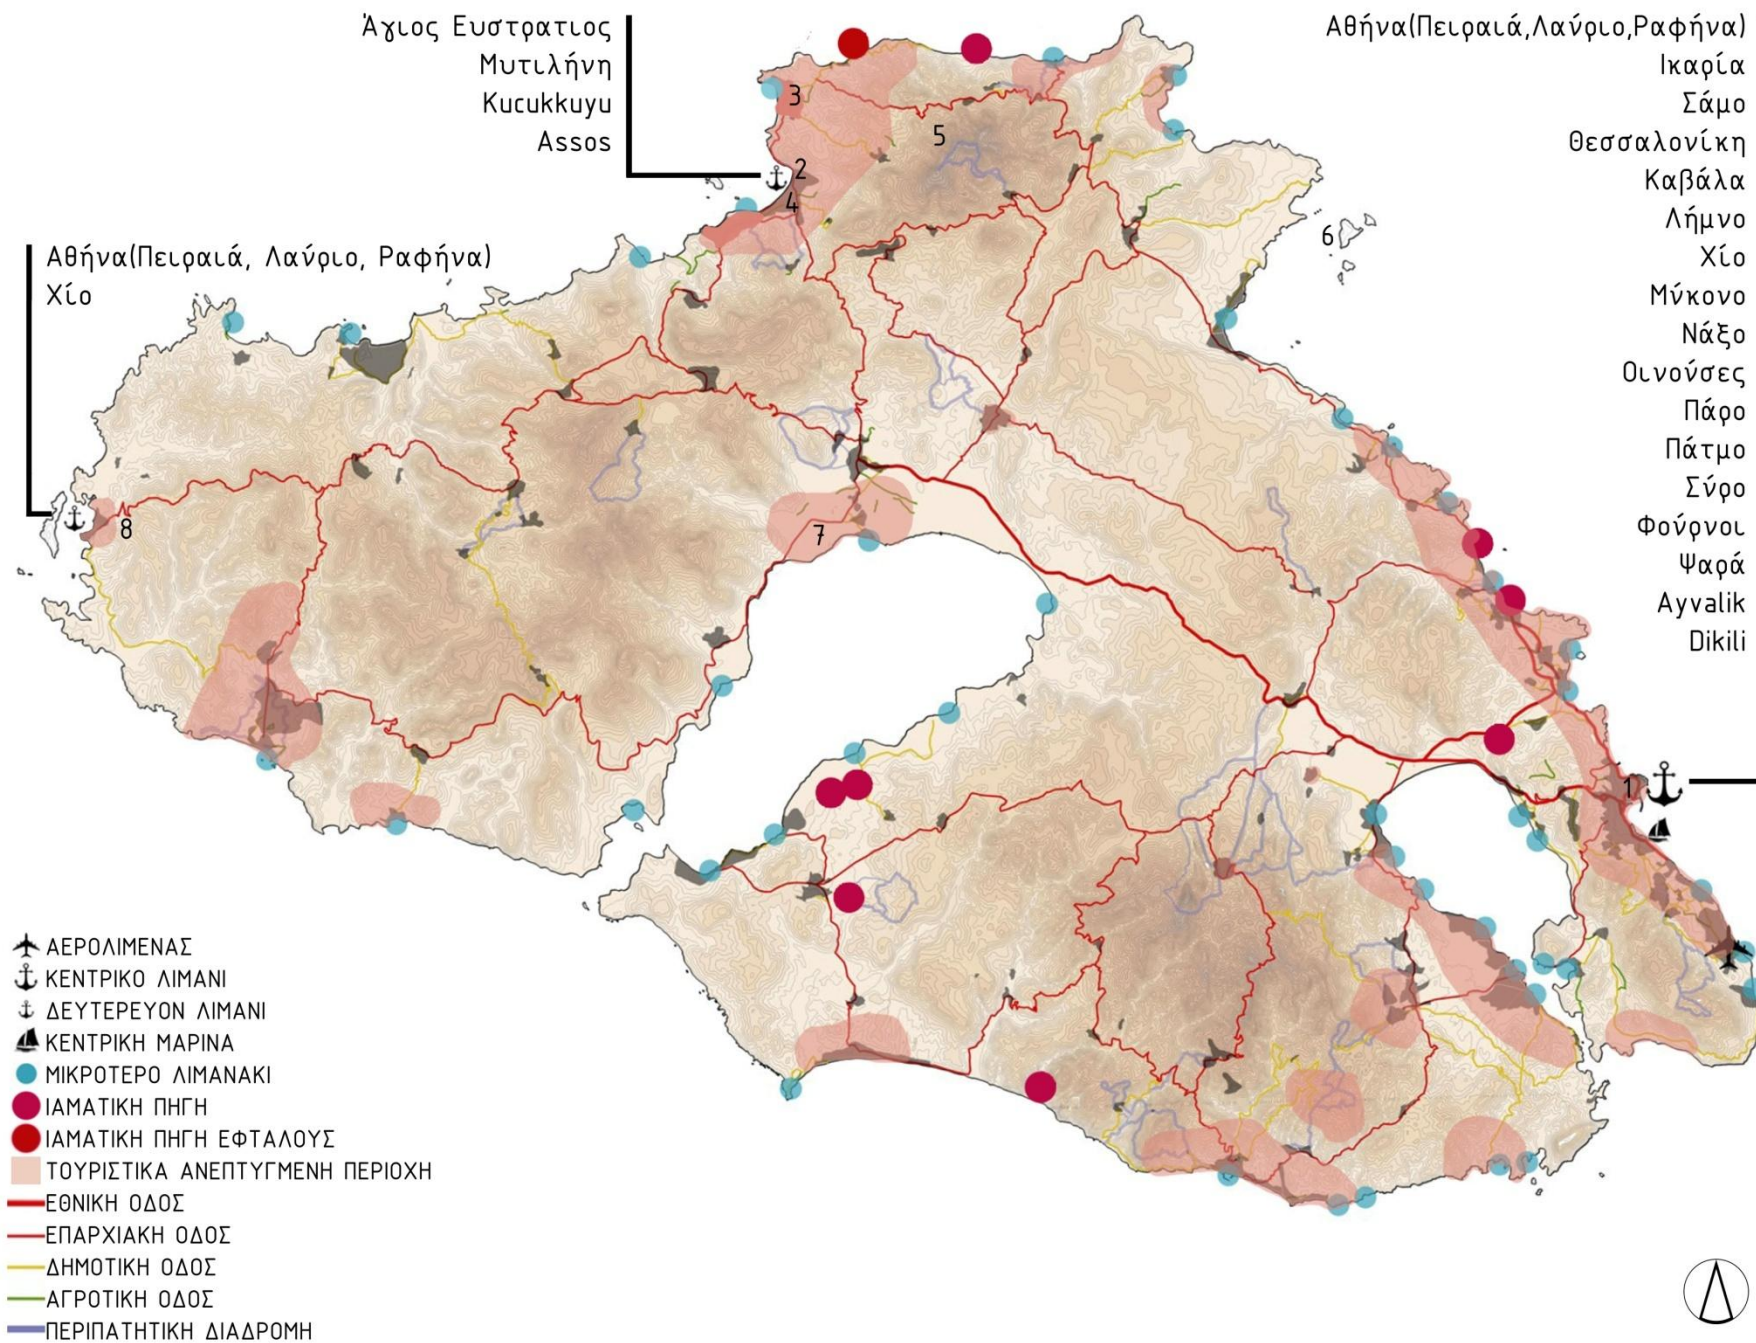 Άγιος Ευστρατιος
Μυτιλήνη
Kucukkuyu
Assos
Αθήνα(Πειραιά,Λαύριο,Ραφήνα)
Ικαρία
Σάμο
Θεσσαλονίκη
Καβάλα
Λήμνο
Χίο
Μύκονο
Νάξο
Οινούσες
Πάρο
Πάτμο
Σύρο
Φούρνοι
Ψαρά
Ayvalik
Dikili
Αθήνα(Πειραιά, Λαύριο, Ραφήνα)
Χίο
3
5
2
4
6
8
7
1
ΑΕΡΟΛΙΜΕΝΑΣ
ΚΕΝΤΡΙΚΟ ΛΙΜΑΝΙ
ΔΕΥΤΕΡΕΥΟΝ ΛΙΜΑΝΙ
ΚΕΝΤΡΙΚΗ ΜΑΡΙΝΑ
ΜΙΚΡΟΤΕΡΟ ΛΙΜΑΝΑΚΙ
ΙΑΜΑΤΙΚΗ ΠΗΓΗ
ΙΑΜΑΤΙΚΗ ΠΗΓΗ ΕΦΤΑΛΟΥΣ
ΤΟΥΡΙΣΤΙΚΑ ΑΝΕΠΤΥΓΜΕΝΗ ΠΕΡΙΟΧΗ
ΕΘΝΙΚΗ ΟΔΟΣ
ΕΠΑΡΧΙΑΚΗ ΟΔΟΣ
ΔΗΜΟΤΙΚΗ ΟΔΟΣ
ΑΓΡΟΤΙΚΗ ΟΔΟΣ
ΠΕΡΙΠΑΤΗΤΙΚΗ ΔΙΑΔΡΟΜΗ